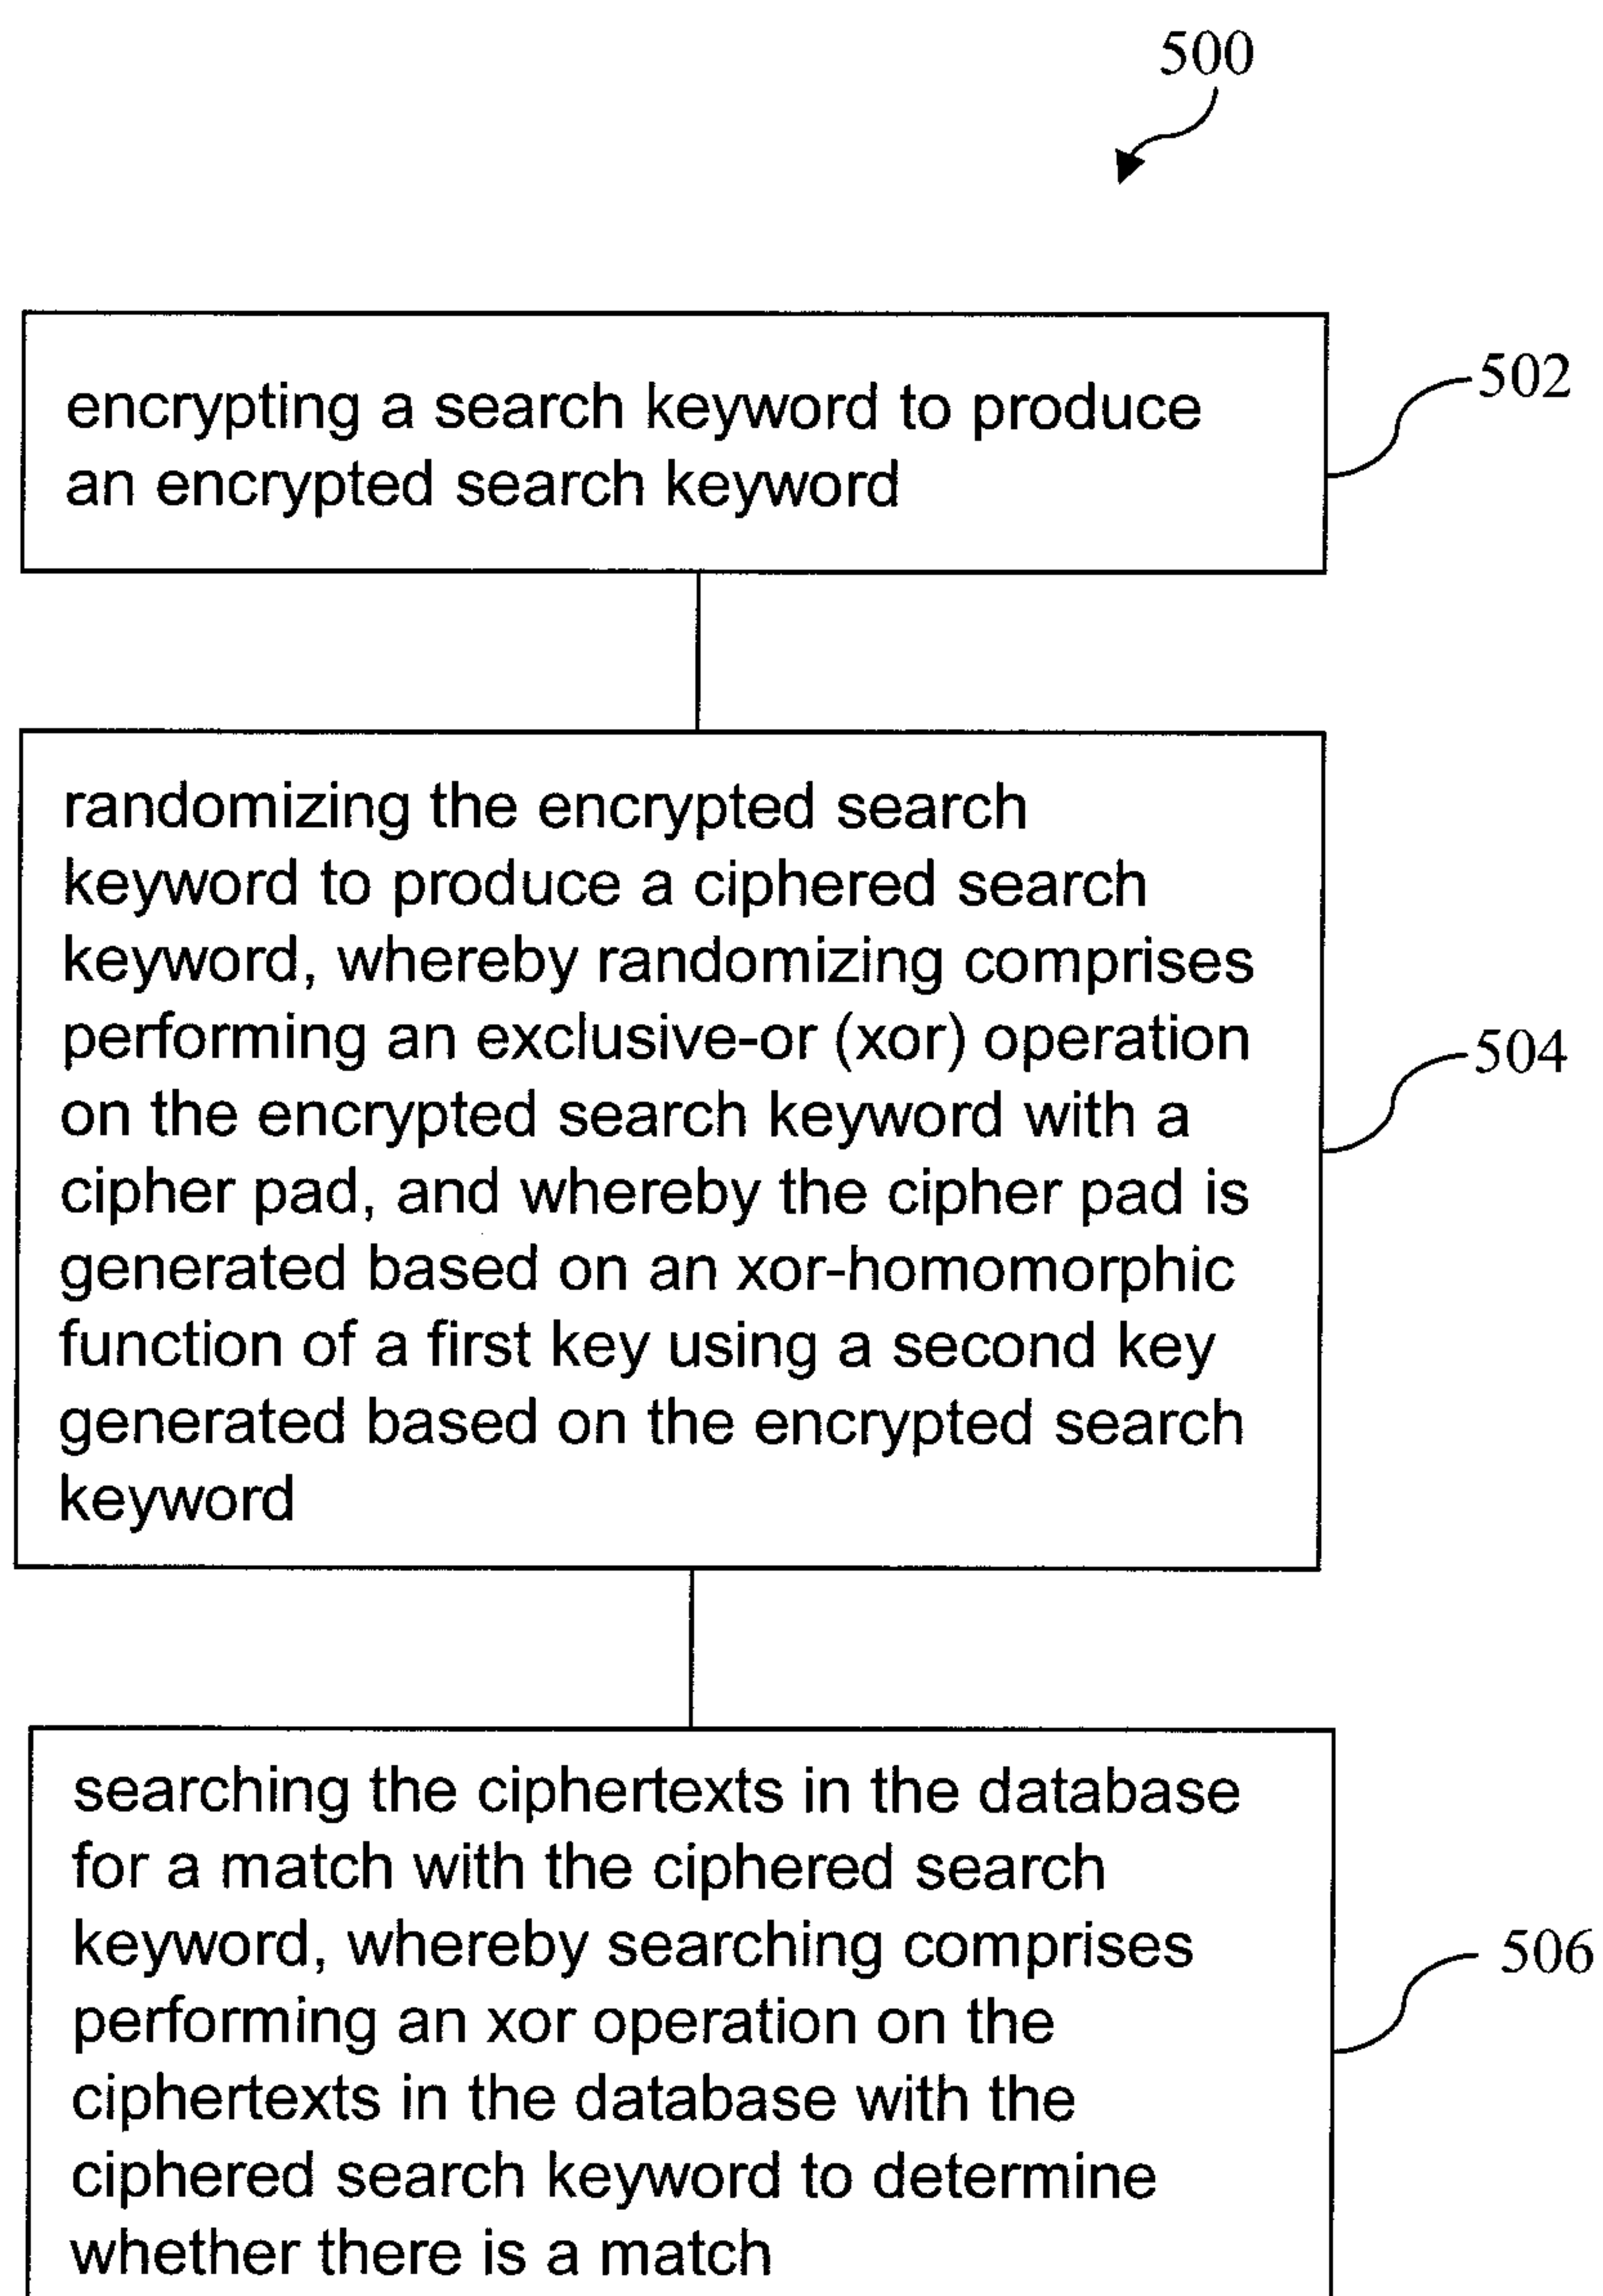 500
encrypting a search keyword to produce
an encrypted search keyword
502
randomizing the encrypted search
keyword to produce a ciphered search
keyword, whereby randomizing comprises
performing an exclusive-or (xor) operation
on the encrypted search keyword with a
cipher pad, and whereby the cipher pad is
generated based on an xor-homomorphic
function of a first key using a second key
generated based on the encrypted search
keyword
504
searching the ciphertexts in the database
for a match with the ciphered search
keyword, whereby searching comprises
performing an xor operation on the
ciphertexts in the database with the
ciphered search keyword to determine
whether there is a match
506